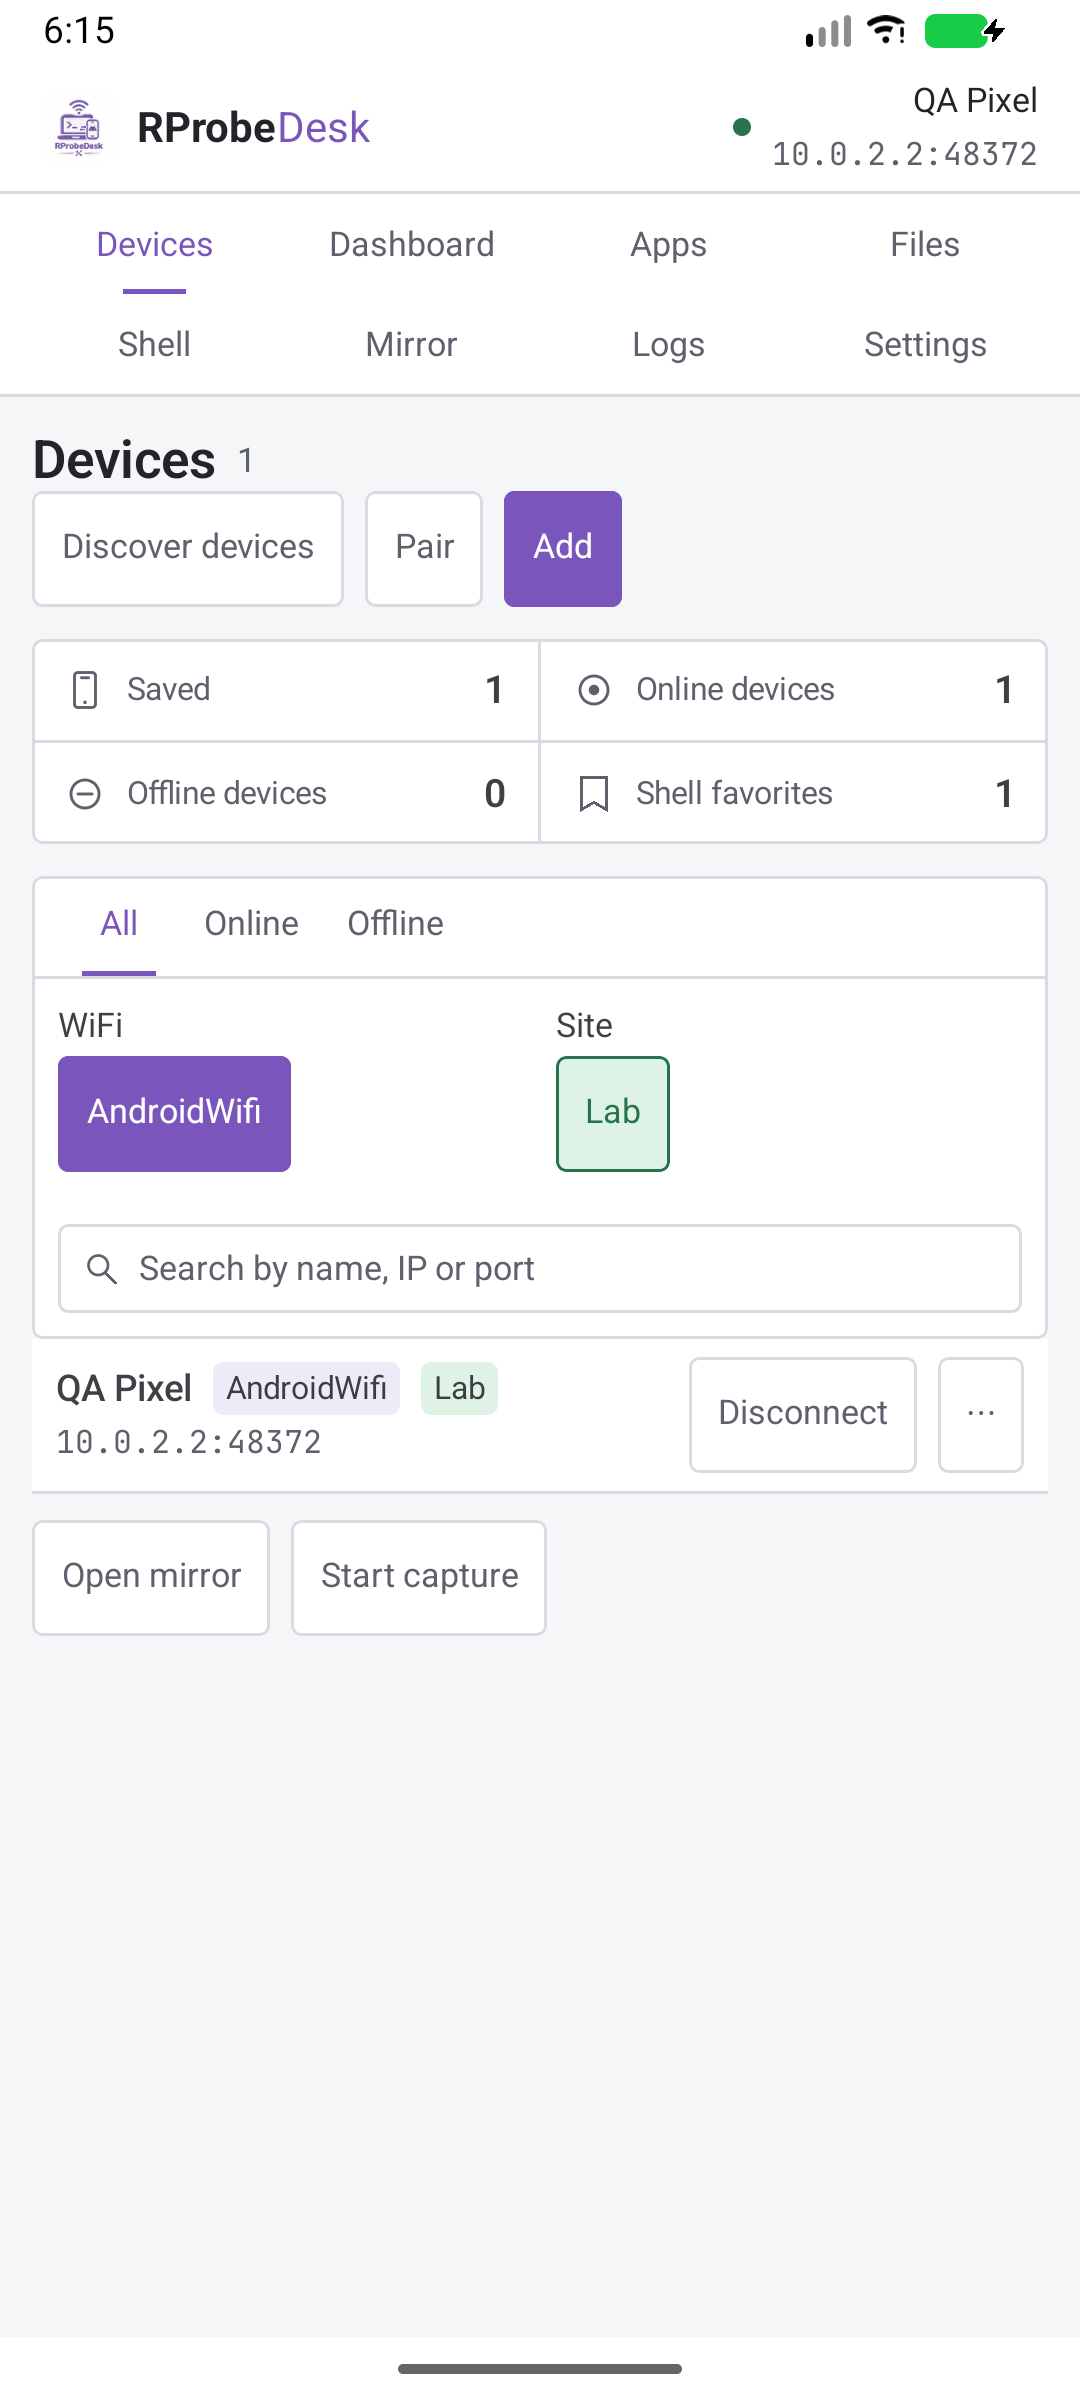 6:15
RProbeDesk
RProbeDesk
QA Pixel
10.0.2.2:48372
Devices
Dashboard
Apps
Files
Shell
Mirror
Logs
Settings
Devices 1
Discover devices
Pair
Add
Saved 1
Online devices 1
Offline devices 0
Shell favorites 1
All
Online
Offline
WiFi
Site
AndroidWifi
Lab
Search by name, IP or port
QA Pixel AndroidWifi Lab
10.0.2.2:48372
Disconnect
...
Open mirror
Start capture